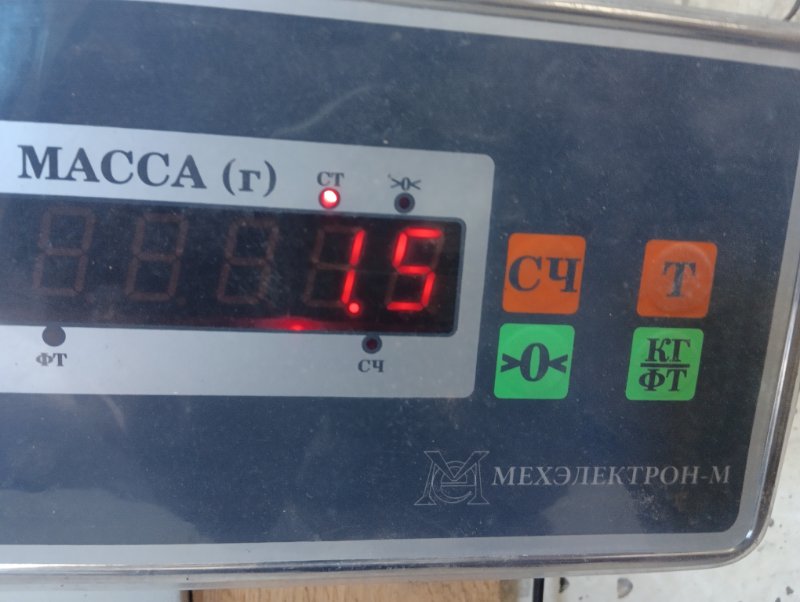 МАССА (г)
СТ
>0<
1.5
ФТ
СЧ
СЧ
Т
>0<
КГ
ФТ
МЕХЭЛЕКТРОН-М